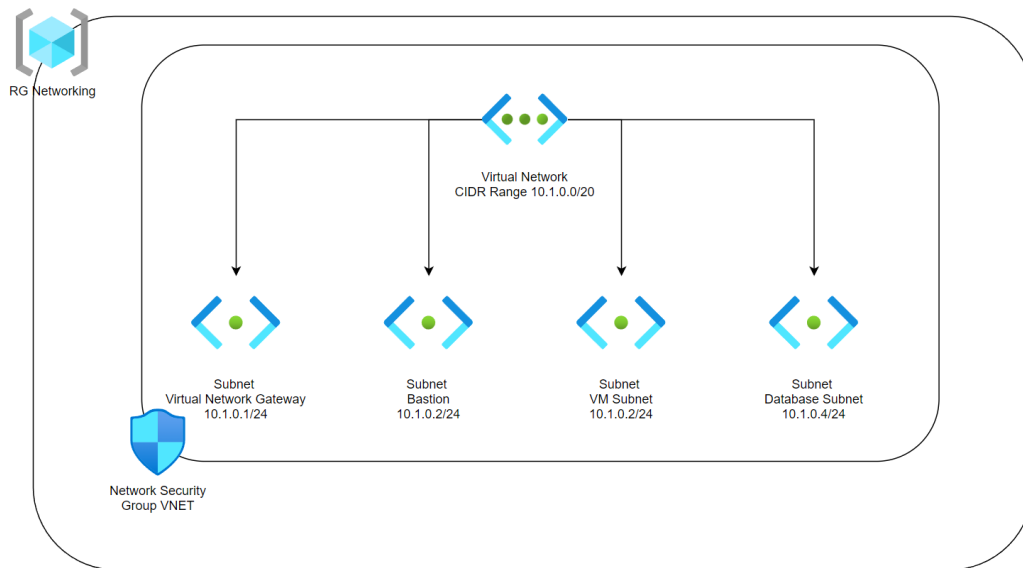 RG Networking
Virtual Network
CIDR Range 10.1.0.0/20
Subnet
Virtual Network Gateway
10.1.0.1/24
Subnet
Bastion
10.1.0.2/24
Subnet
VM Subnet
10.1.0.2/24
Subnet
Database Subnet
10.1.0.4/24
Network Security
Group VNET